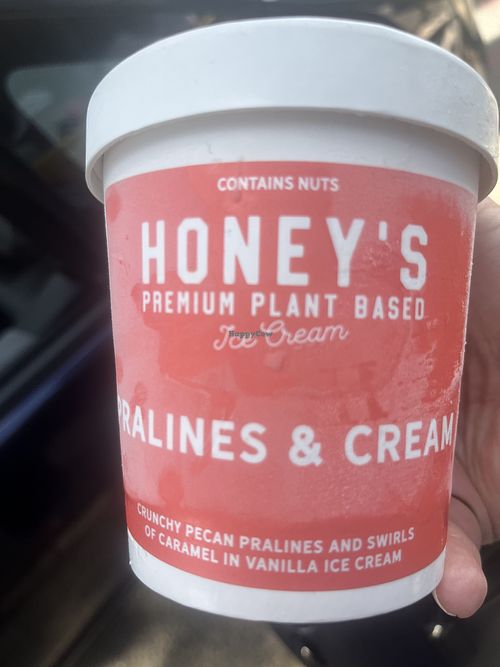 CONTAINS NUTS
HONEY'S
PREMIUM PLANT BASED
Ice Cream
HappyCow
PRALINES & CREAM
CRUNCHY PECAN PRALINES AND SWIRLS
OF CARAMEL IN VANILLA ICE CREAM